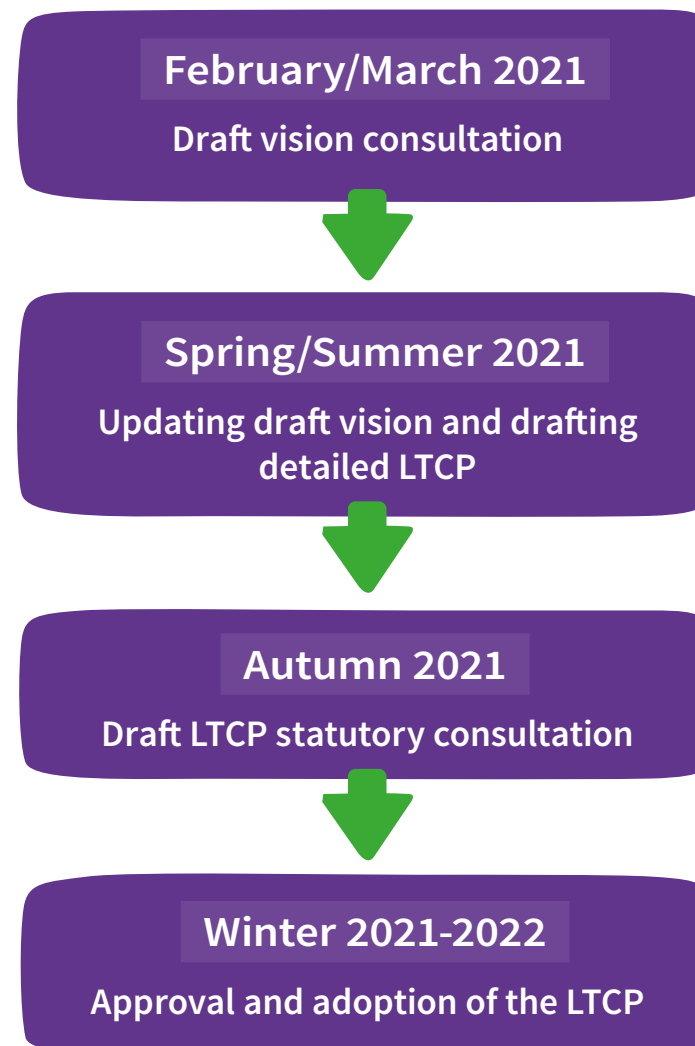 February/March 2021
Draft vision consultation
Spring/Summer 2021
Updating draft vision and drafting
detailed LTCP
Autumn 2021
Draft LTCP statutory consultation
Winter 2021-2022
Approval and adoption of the LTCP